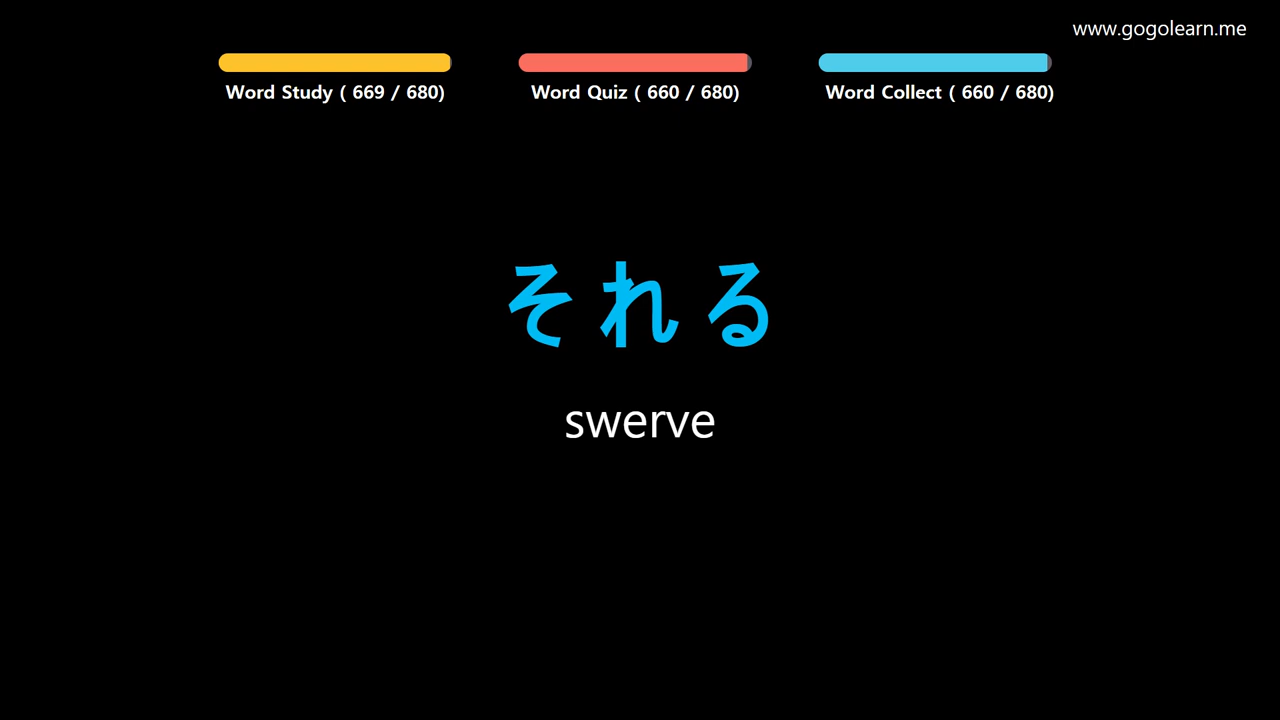 www.gogolearn.me
Word Study ( 669 / 680)
Word Quiz ( 660 / 680)
Word Collect ( 660 / 680)
それる
swerve